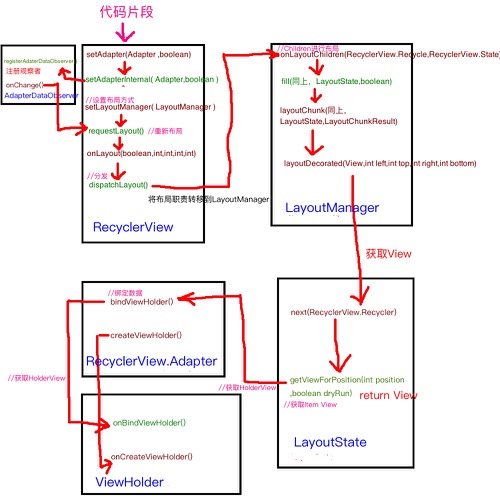 代码片段
registerAdaterDataObserver()
注册观察者
onChange()
AdapterDataObserver
setAdapter(Adapter ,boolean)
setAdapterInternal( Adapter,boolean )
//设置布局方式
setLayoutManager( LayoutManager )
requestLayout() //重新布局
onLayout(boolean,int,int,int,int)
//分发
dispatchLayout()
将布局职责转移到LayoutManager
RecyclerView
//Children进行布局
onLayoutChildren(RecyclerView.Recycle,RecyclerView.State)
fill(同上，LayoutState,boolean)
layoutChunk(同上，
LayoutState,LayoutChunkResult)
layoutDecorated(View,int left,int top,int right,int bottom)
LayoutManager
获取View
next(RecyclerView.Recycler)
getViewForPosition(int position
,boolean dryRun)
return View
//获取Item View
LayoutState
//绑定数据
bindViewHolder()
createViewHolder()
RecyclerView.Adapter
//获取HolderView
//获取HolderView
onBindViewHolder()
onCreateViewHolder()
ViewHolder